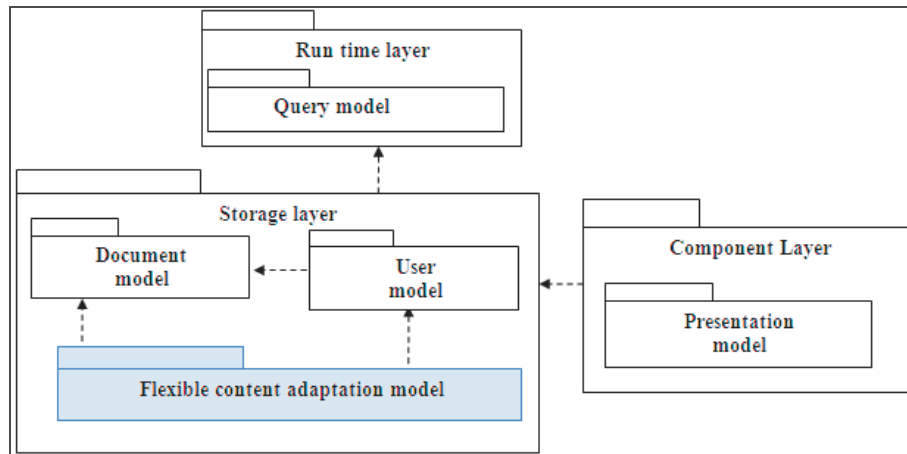 Run time layer
Query model
Storage layer
Document
model
User
model
Flexible content adaptation model
Component Layer
Presentation
model